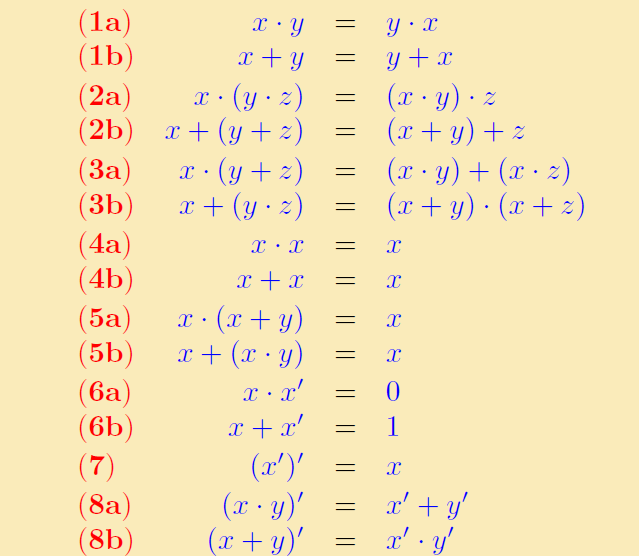 (1a) x · y = y · x
(1b) x + y = y + x
(2a) x · (y · z) = (x · y) · z
(2b) x + (y + z) = (x + y) + z
(3a) x · (y + z) = (x · y) + (x · z)
(3b) x + (y · z) = (x + y) · (x + z)
(4a) x · x = x
(4b) x + x = x
(5a) x · (x + y) = x
(5b) x + (x · y) = x
(6a) x · x′ = 0
(6b) x + x′ = 1
(7) (x′)′ = x
(8a) (x · y)′ = x′ + y′
(8b) (x + y)′ = x′ · y′